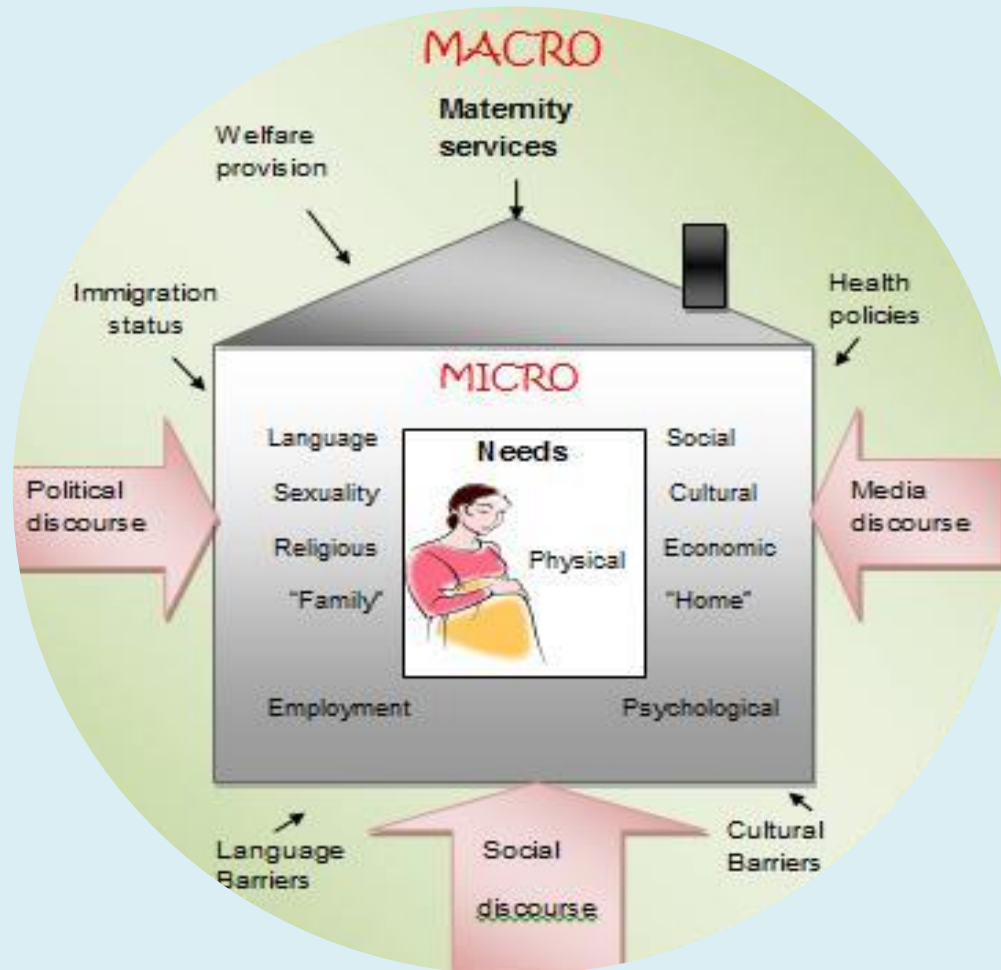 MACRO
Maternity
services
Welfare
provision
Immigration
status
Health
policies
MICRO
Language
Sexuality
Religious
"Family"
Employment
Needs
Physical
Social
Cultural
Economic
"Home"
Psychological
Political
discourse
Media
discourse
Language
Barriers
Social
discourse
Cultural
Barriers